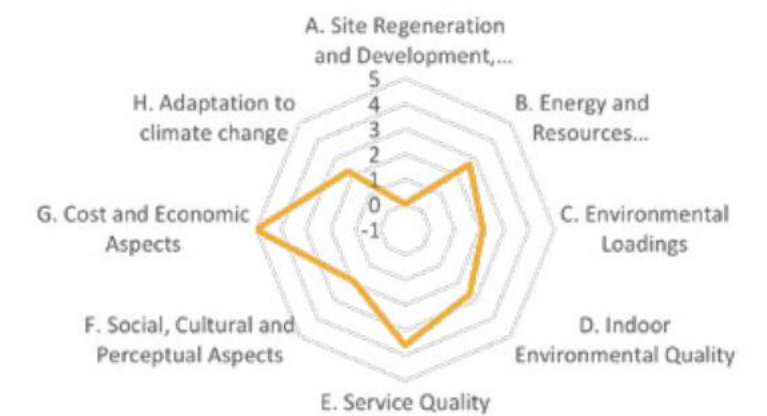 A. Site Regeneration
and Development,...
5
4
3
2
1
0
-1
B. Energy and
Resources...
C. Environmental
Loadings
D. Indoor
Environmental Quality
E. Service Quality
F. Social, Cultural and
Perceptual Aspects
G. Cost and Economic
Aspects
H. Adaptation to
climate change